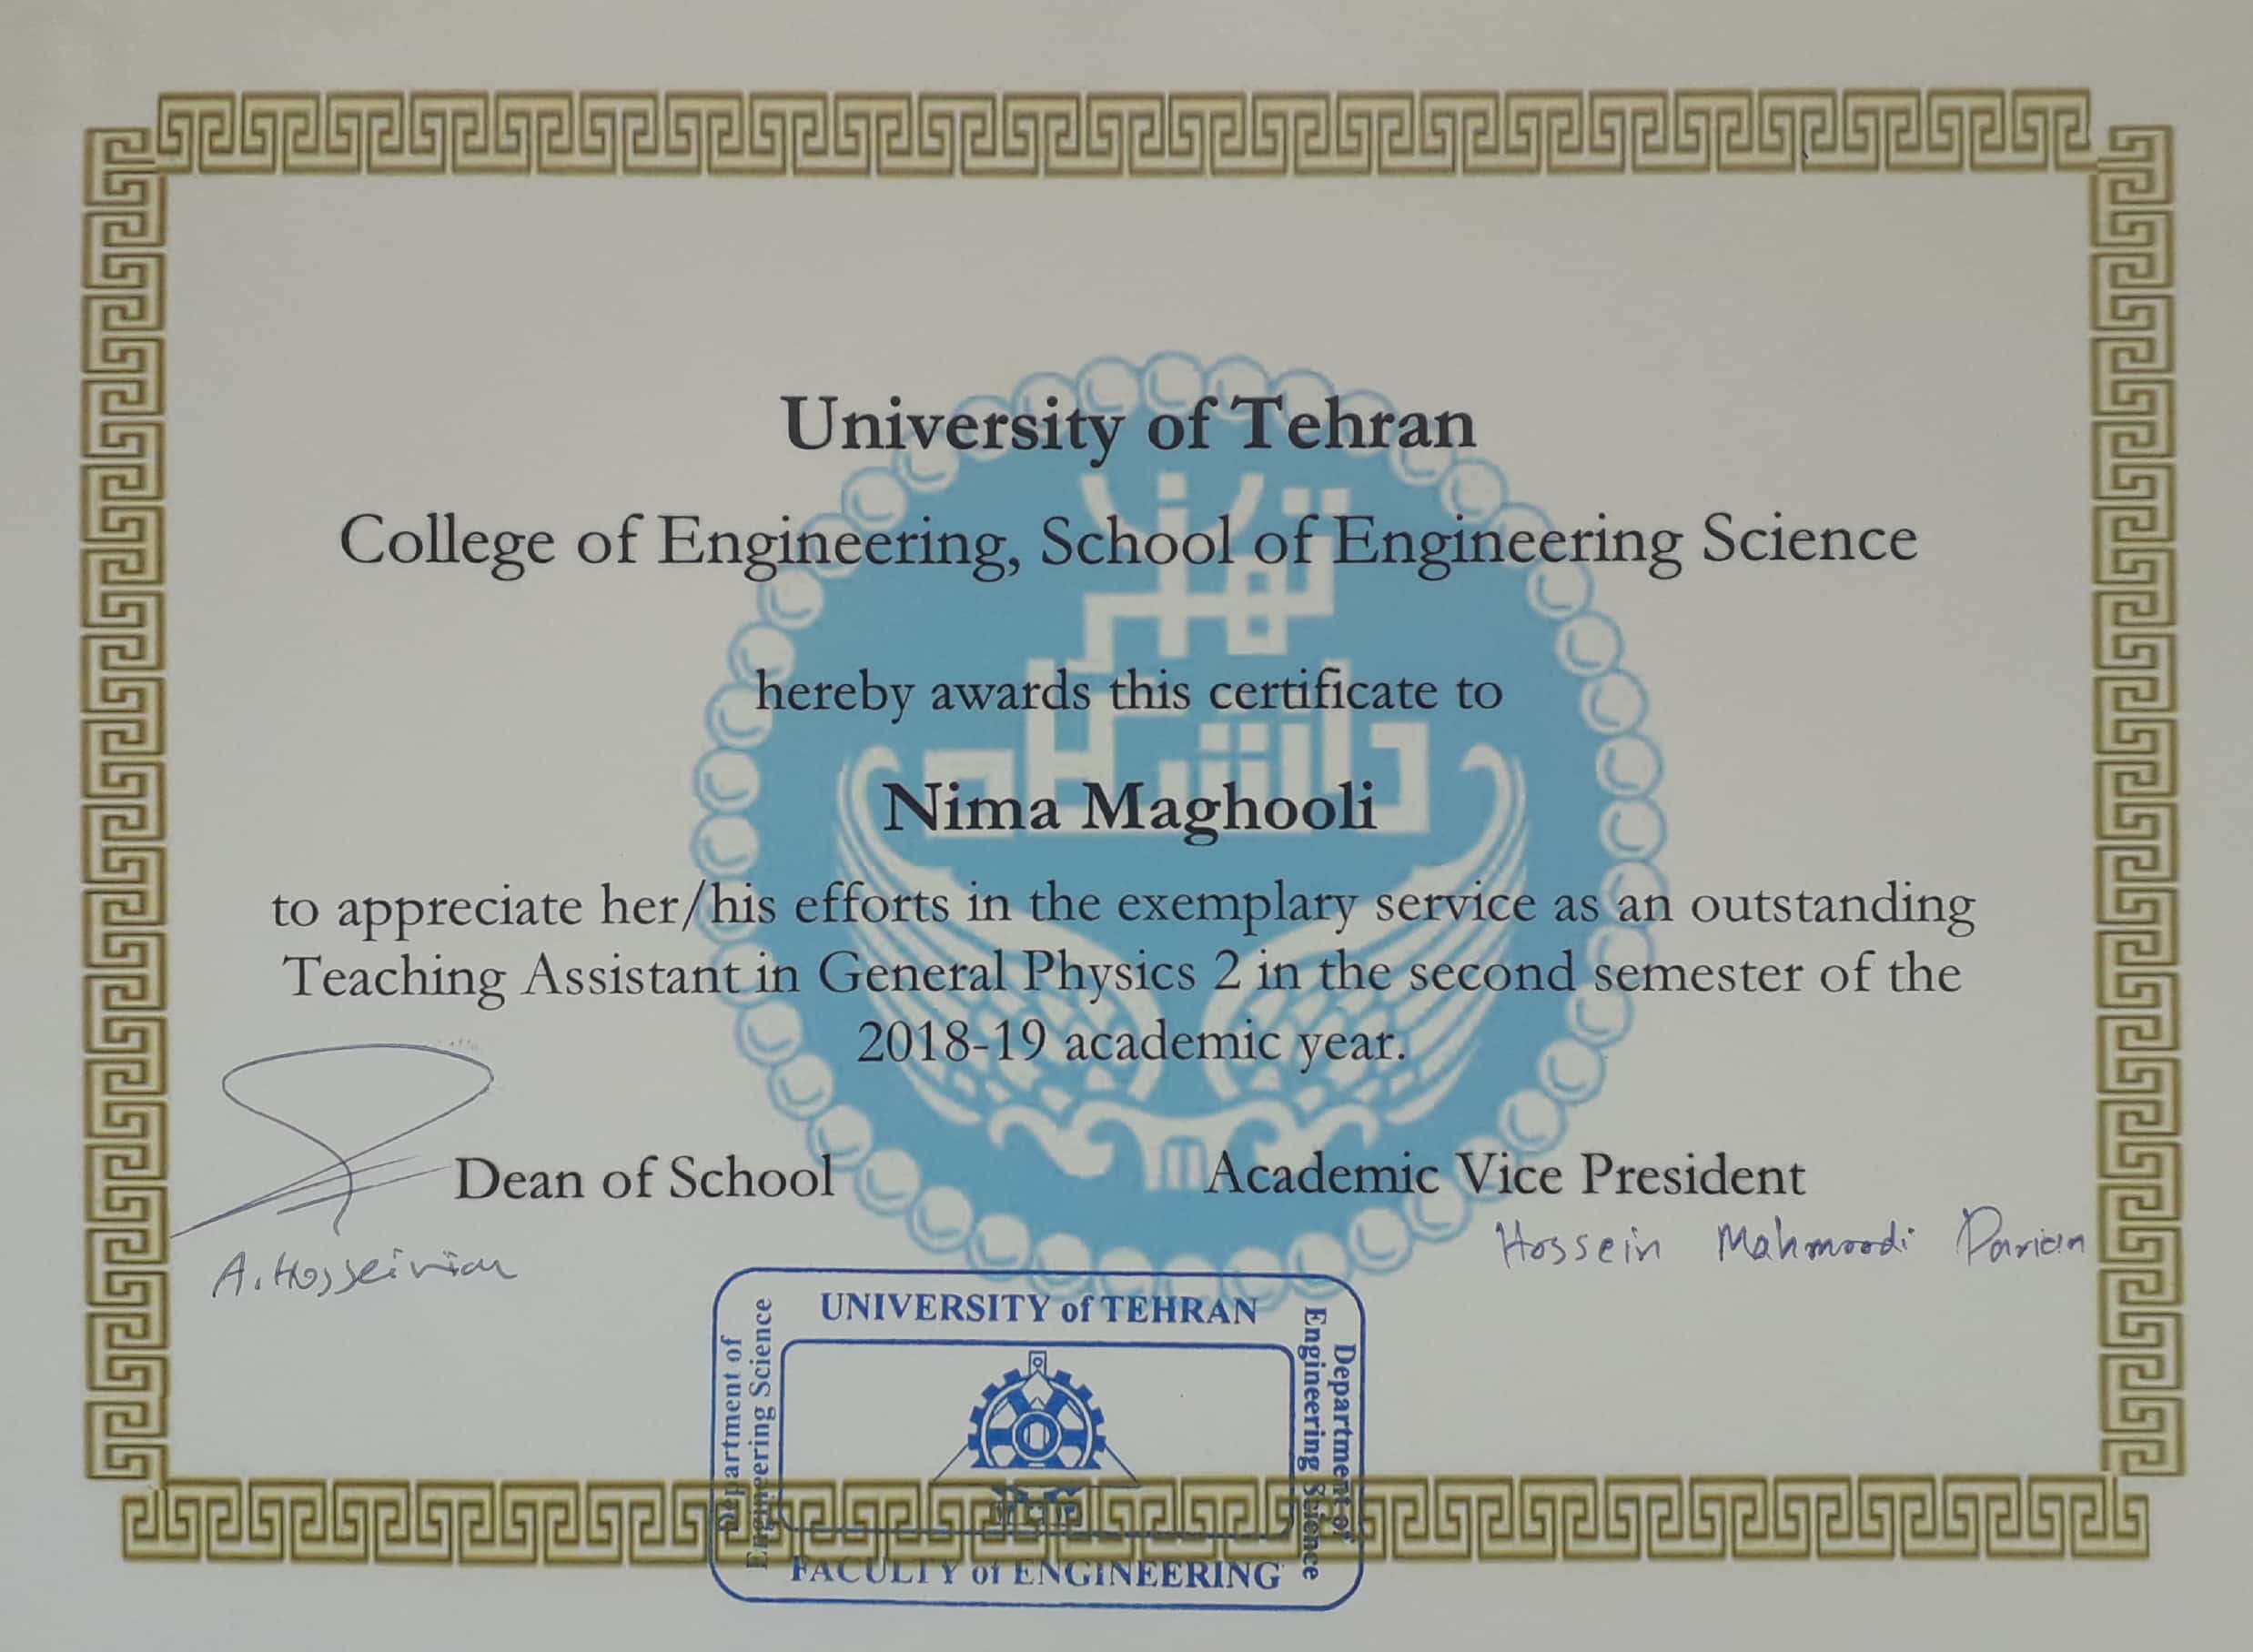 University of Tehran
College of Engineering, School of Engineering Science
تهران
دانشگاه
hereby awards this certificate to
Nima Maghooli
to appreciate her/his efforts in the exemplary service as an outstanding
Teaching Assistant in General Physics 2 in the second semester of the
2018-19 academic year.
Dean of School
Academic Vice President
A. Hosseinian
Hossein Mahmoodi Darian
UNIVERSITY of TEHRAN
Department of
Engineering Science
Department of
Engineering Science
FACULTY of ENGINEERING